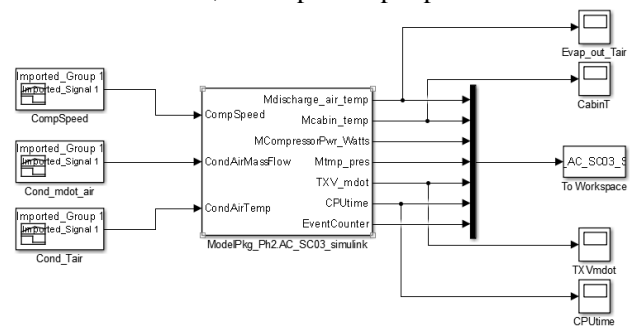 Evap_out_Tair
Imported_Group 1
Imported_Signal 1
CompSpeed
CabinT
Imported_Group 1
Imported_Signal 1
Cond_mdot_air
Imported_Group 1
Imported_Signal 1
Cond_Tair
CompSpeed
CondAirMassFlow
CondAirTemp
Mdischarge_air_temp
Mcabin_temp
MCompressorPwr_Watts
Mtmp_pres
TXV_mdot
CPUtime
EventCounter
ModelPkg_Ph2.AC_SC03_simulink
_AC_SC03_S
To Workspace
TXVmdot
CPUtime